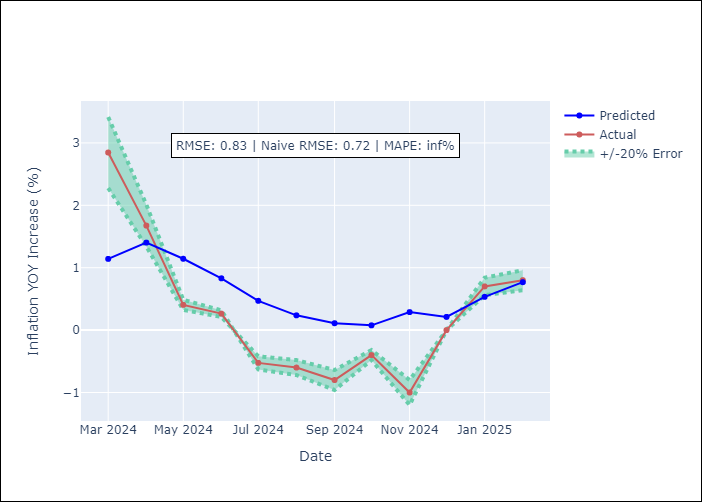 RMSE: 0.83 | Naive RMSE: 0.72 | MAPE: inf%
Predicted
Actual
+/-20% Error
Inflation YOY Increase (%)
3
2
1
0
−1
Mar 2024
May 2024
Jul 2024
Sep 2024
Nov 2024
Jan 2025
Date